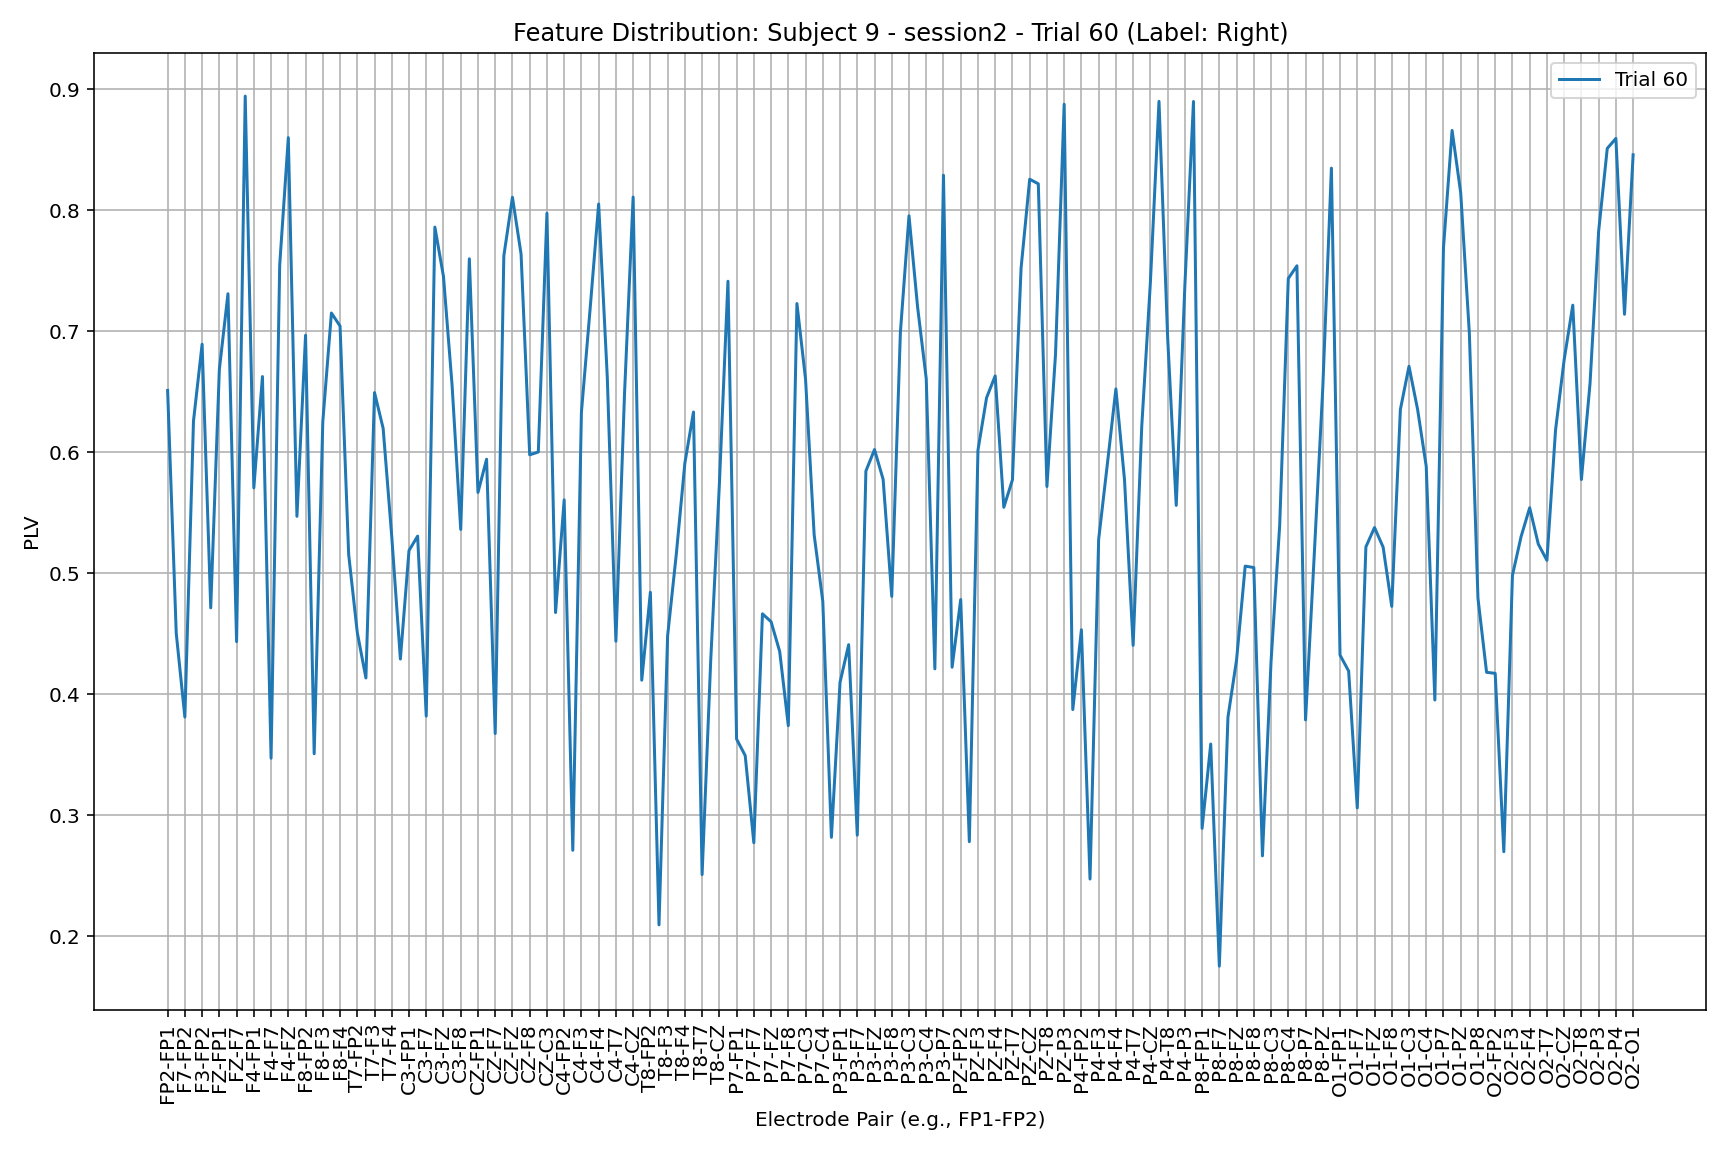 Feature Distribution: Subject 9 - session2 - Trial 60 (Label: Right)
Trial 60
0.9
0.8
0.7
0.6
0.5
0.4
0.3
0.2
PLV
FP2-FP1
F7-FP2
F3-FP2
FZ-FP1
FZ-F7
F4-FP1
F4-F7
F4-FZ
F8-FP2
F8-F3
F8-F4
T7-FP2
T7-F3
T7-F4
C3-FP1
C3-F7
C3-FZ
C3-F8
CZ-FP1
CZ-F7
CZ-FZ
CZ-F8
CZ-C3
C4-FP2
C4-F3
C4-F4
C4-T7
C4-CZ
T8-FP2
T8-F3
T8-F4
T8-T7
T8-CZ
P7-FP1
P7-F7
P7-FZ
P7-F8
P7-C3
P7-C4
P3-FP1
P3-F7
P3-FZ
P3-F8
P3-C3
P3-C4
P3-P7
PZ-FP2
PZ-F3
PZ-F4
PZ-T7
PZ-CZ
PZ-T8
PZ-P3
P4-FP2
P4-F3
P4-F4
P4-T7
P4-CZ
P4-T8
P4-P3
P8-FP1
P8-F7
P8-FZ
P8-F8
P8-C3
P8-C4
P8-P7
P8-PZ
O1-FP1
O1-F7
O1-FZ
O1-F8
O1-C3
O1-C4
O1-P7
O1-PZ
O1-P8
O2-FP2
O2-F3
O2-F4
O2-T7
O2-CZ
O2-T8
O2-P3
O2-P4
O2-O1
Electrode Pair (e.g., FP1-FP2)